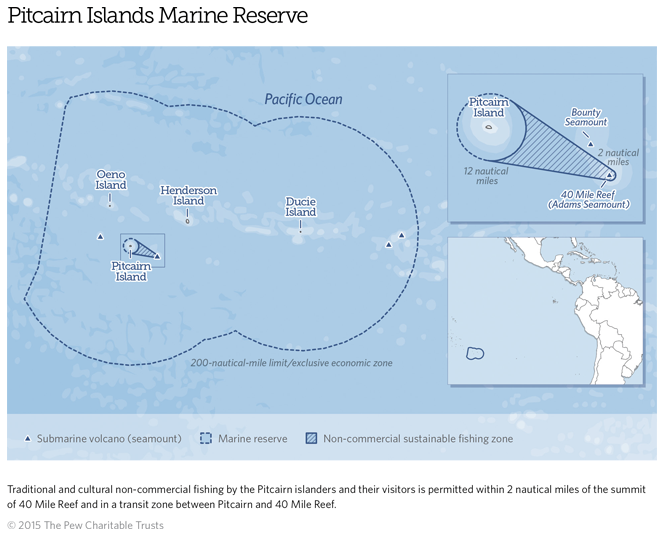 Pitcairn Islands Marine Reserve
Pacific Ocean
Oeno
Island
Henderson
Island
Ducie
Island
Pitcairn
Island
200-nautical-mile limit/exclusive economic zone
Pitcairn
Island
Bounty
Seamount
2 nautical
miles
12 nautical
miles
40 Mile Reef
(Adams Seamount)
Submarine volcano (seamount)
Marine reserve
Non-commercial sustainable fishing zone
Traditional and cultural non-commercial fishing by the Pitcairn islanders and their visitors is permitted within 2 nautical miles of the summit
of 40 Mile Reef and in a transit zone between Pitcairn and 40 Mile Reef.
© 2015 The Pew Charitable Trusts